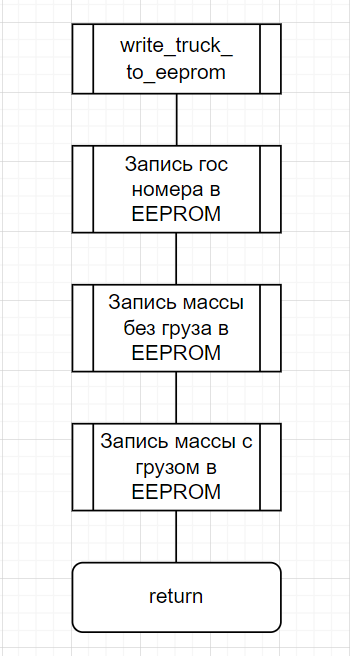 write_truck_
to_eeprom
Запись гос
номера в
EEPROM
Запись массы
без груза в
EEPROM
Запись массы с
грузом в
EEPROM
return